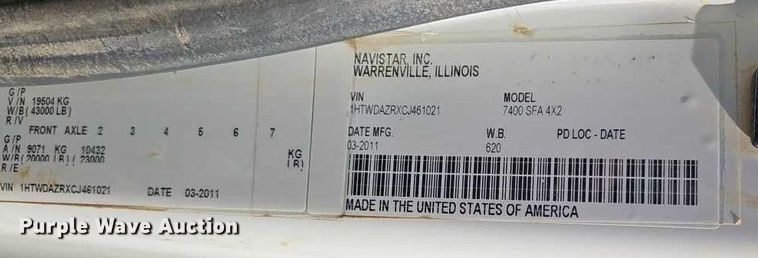 G/P
V/N 19504 KG
W/B( 43000 LB)
R/V
FRONT AXLE 2 3 4 5 6 7
G/P
A/N 9071 KG 10432 KG
W/B( 20000 LB)/ 23000 (LB)
R/E
VIN 1HTWDAZRXCJ461021 DATE 03-2011
NAVISTAR, INC.
WARRENVILLE, ILLINOIS
VIN MODEL
1HTWDAZRXCJ461021 7400 SFA 4X2
DATE MFG. W.B. PD LOC - DATE
03-2011 620
MADE IN THE UNITED STATES OF AMERICA
Purple Wave Auction